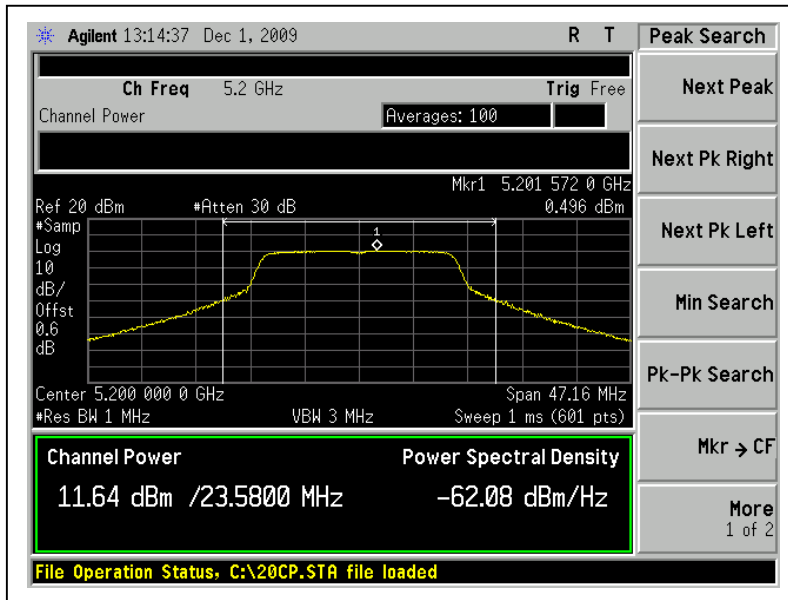 Agilent 13:14:37 Dec 1, 2009 R T
Peak Search
Ch Freq 5.2 GHz Trig Free
Channel Power Averages: 100
Mkr1 5.201 572 0 GHz
Ref 20 dBm #Atten 30 dB 0.496 dBm
#Samp
Log
10
dB/
Offst
0.6
dB
1
Center 5.200 000 0 GHz Span 47.16 MHz
#Res BW 1 MHz VBW 3 MHz Sweep 1 ms (601 pts)
Channel Power Power Spectral Density
11.64 dBm /23.5800 MHz -62.08 dBm/Hz
File Operation Status, C:\20CP.STA file loaded
Next Peak
Next Pk Right
Next Pk Left
Min Search
Pk-Pk Search
Mkr → CF
More
1 of 2